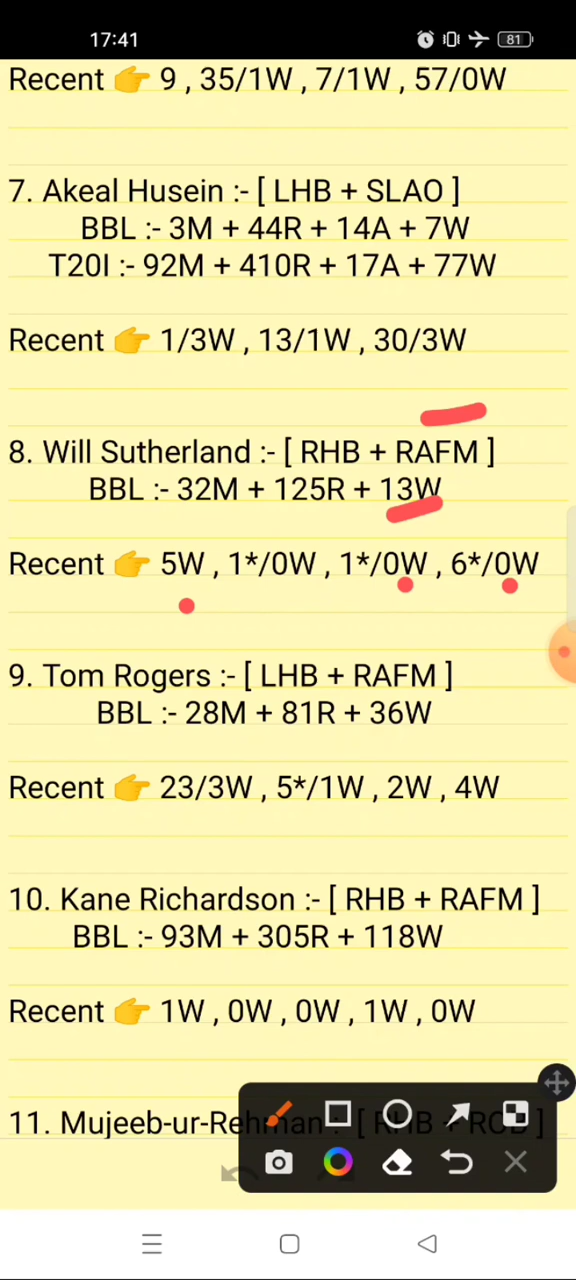 17:41
81
Recent 👉 9 , 35/1W , 7/1W , 57/0W
7. Akeal Husein :- [ LHB + SLAO ]
BBL :- 3M + 44R + 14A + 7W
T20I :- 92M + 410R + 17A + 77W
Recent 👉 1/3W , 13/1W , 30/3W
8. Will Sutherland :- [ RHB + RAFM ]
BBL :- 32M + 125R + 13W
Recent 👉 5W , 1*/0W , 1*/0W , 6*/0W
9. Tom Rogers :- [ LHB + RAFM ]
BBL :- 28M + 81R + 36W
Recent 👉 23/3W , 5*/1W , 2W , 4W
10. Kane Richardson :- [ RHB + RAFM ]
BBL :- 93M + 305R + 118W
Recent 👉 1W , 0W , 0W , 1W , 0W
11. Mujeeb-ur-Rehman :- [ RHB + ROB ]